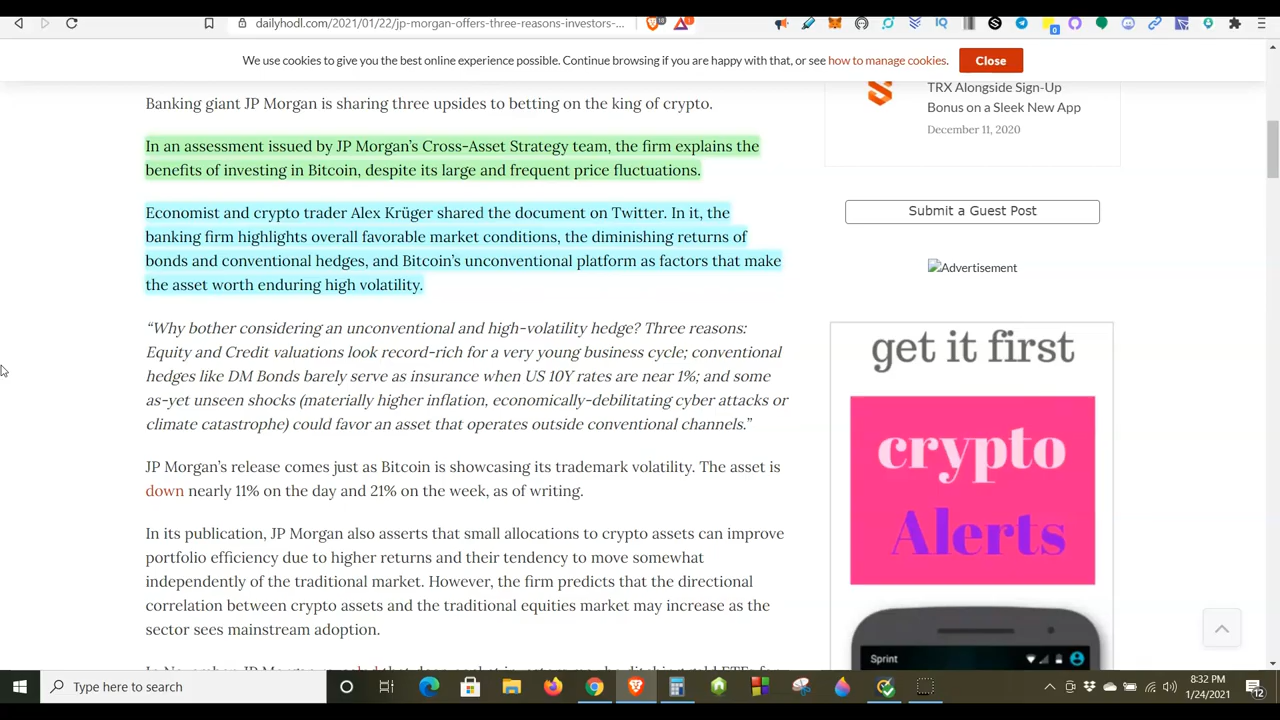 dailyhodl.com/2021/01/22/jp-morgan-offers-three-reasons-investors-...
We use cookies to give you the best online experience possible. Continue browsing if you are happy with that, or see how to manage cookies.
Close
Banking giant JP Morgan is sharing three upsides to betting on the king of crypto.
In an assessment issued by JP Morgan’s Cross-Asset Strategy team, the firm explains the
benefits of investing in Bitcoin, despite its large and frequent price fluctuations.
Economist and crypto trader Alex Krüger shared the document on Twitter. In it, the
banking firm highlights overall favorable market conditions, the diminishing returns of
bonds and conventional hedges, and Bitcoin’s unconventional platform as factors that make
the asset worth enduring high volatility.
“Why bother considering an unconventional and high-volatility hedge? Three reasons:
Equity and Credit valuations look record-rich for a very young business cycle; conventional
hedges like DM Bonds barely serve as insurance when US 10Y rates are near 1%; and some
as-yet unseen shocks (materially higher inflation, economically-debilitating cyber attacks or
climate catastrophe) could favor an asset that operates outside conventional channels.”
JP Morgan’s release comes just as Bitcoin is showcasing its trademark volatility. The asset is
down nearly 11% on the day and 21% on the week, as of writing.
In its publication, JP Morgan also asserts that small allocations to crypto assets can improve
portfolio efficiency due to higher returns and their tendency to move somewhat
independently of the traditional market. However, the firm predicts that the directional
correlation between crypto assets and the traditional equities market may increase as the
sector sees mainstream adoption.
TRX Alongside Sign-Up
Bonus on a Sleek New App
December 11, 2020
Submit a Guest Post
Advertisement
get it first
crypto
Alerts
Sprint
Type here to search
8:32 PM
1/24/2021
12